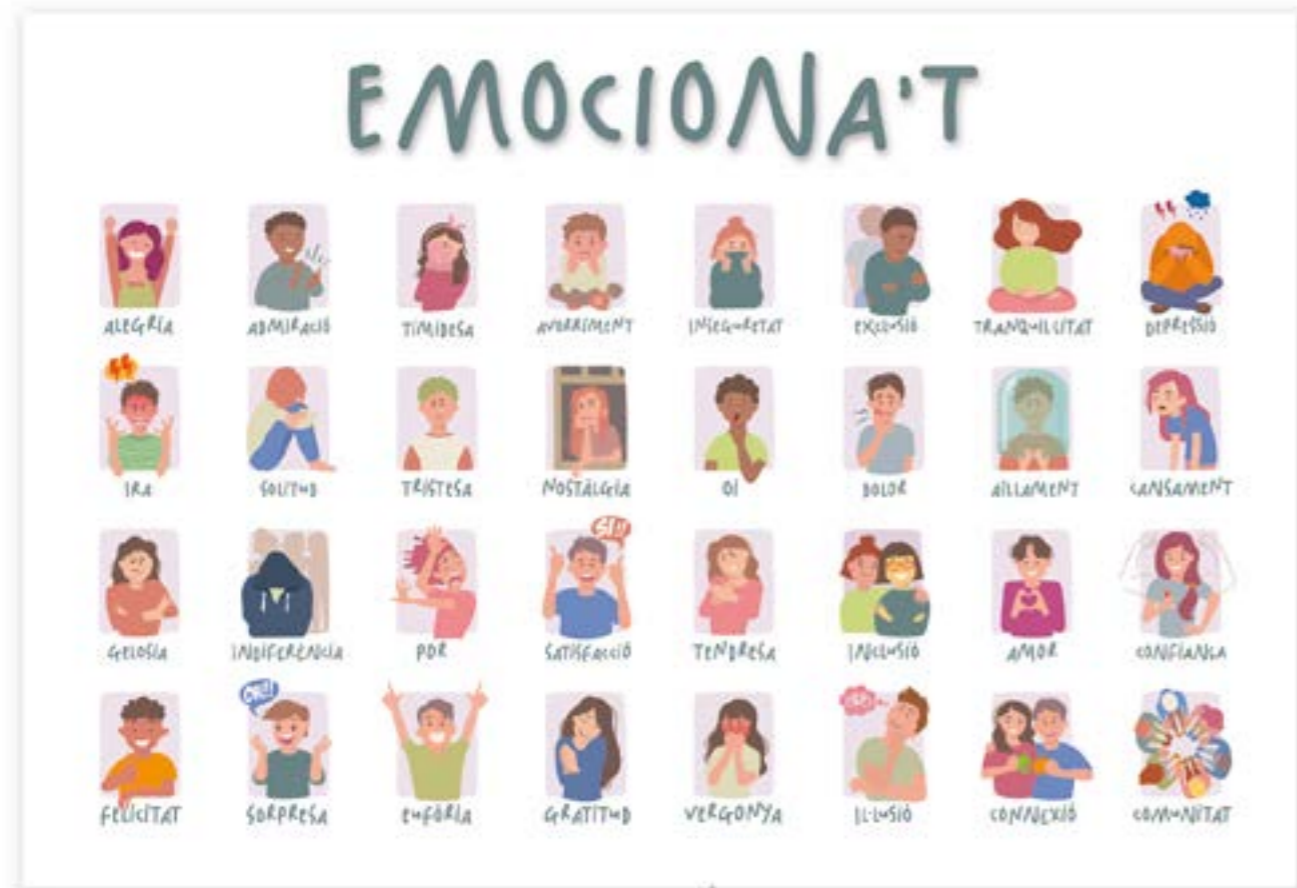 EMOCIONA'T
ALEGRIA ADMIRACIÓ TIMIDESA AVORRIMENT INSEGURETAT EXCLUSIÓ TRANQUIL·LITAT DEPRESSIÓ
IRA SOLITUD TRISTESA NOSTÀLGIA OI DOLOR AÏLLAMENT CANSAMENT
SÍ!!
GELOSIA INDIFERÈNCIA POR SATISFACCIÓ TENDRESA INCLUSIÓ AMOR CONFIANÇA
FELICITAT SORPRESA EUFÒRIA GRATITUD VERGONYA IL·LUSIÓ CONNEXIÓ COMUNITAT